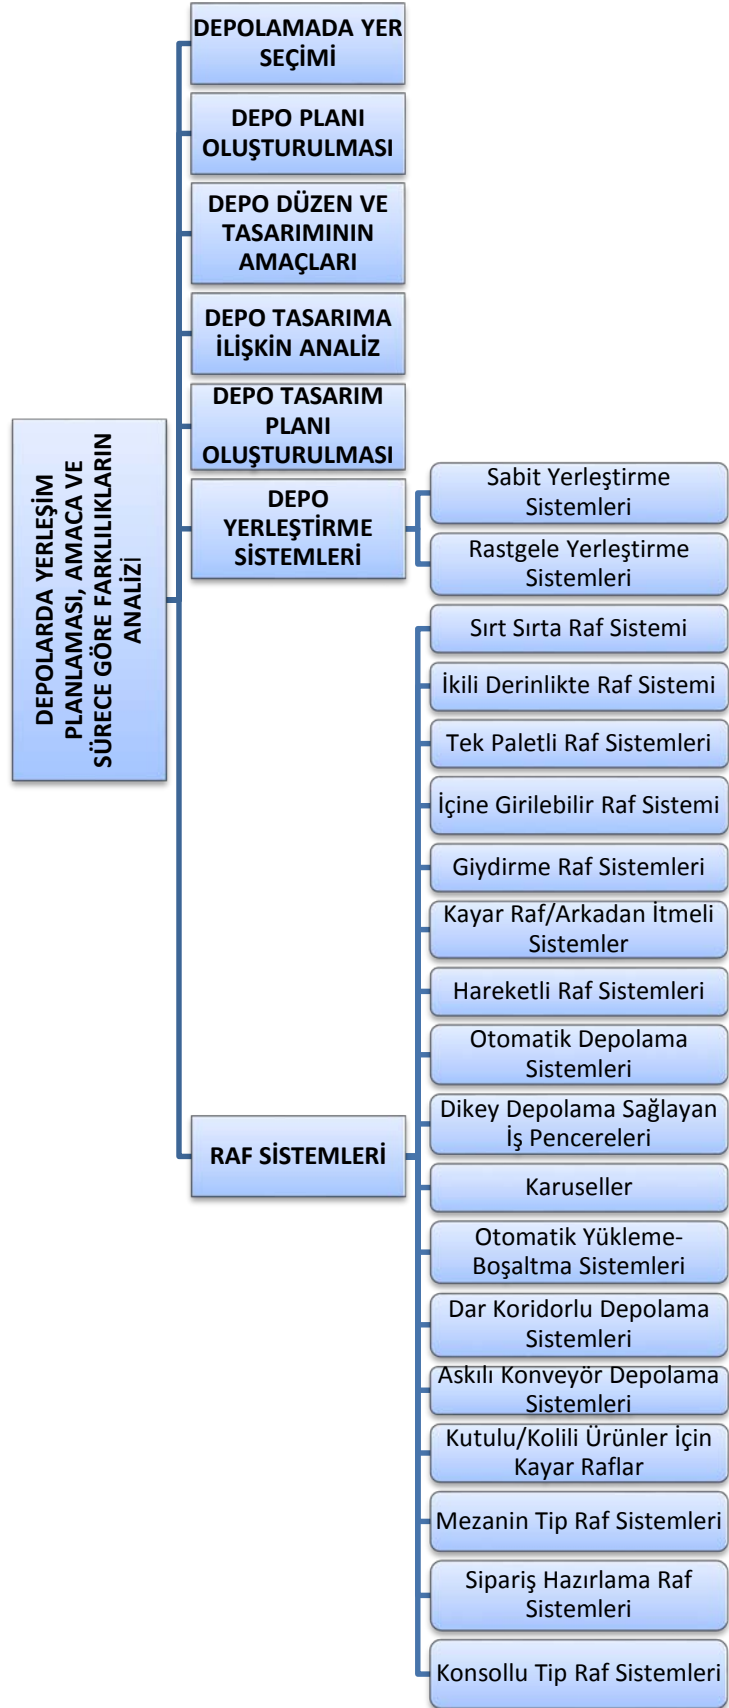 DEPOLARDA YERLEŞİM
PLANLAMASI, AMACA VE
SÜRECE GÖRE FARKLILIKLARIN
ANALİZİ
DEPOLAMADA YER
SEÇİMİ
DEPO PLANI
OLUŞTURULMASI
DEPO DÜZEN VE
TASARIMININ
AMAÇLARI
DEPO TASARIMA
İLİŞKİN ANALİZ
DEPO TASARIM
PLANI
OLUŞTURULMASI
DEPO
YERLEŞTİRME
SİSTEMLERİ
Sabit Yerleştirme
Sistemleri
Rastgele Yerleştirme
Sistemleri
RAF SİSTEMLERİ
Sırt Sırta Raf Sistemi
İkili Derinlikte Raf Sistemi
Tek Paletli Raf Sistemleri
İçine Girilebilir Raf Sistemi
Giydirme Raf Sistemleri
Kayar Raf/Arkadan İtmeli
Sistemler
Hareketli Raf Sistemleri
Otomatik Depolama
Sistemleri
Dikey Depolama Sağlayan
İş Pencereleri
Karuseller
Otomatik Yükleme-
Boşaltma Sistemleri
Dar Koridorlu Depolama
Sistemleri
Askılı Konveyör Depolama
Sistemleri
Kutulu/Kolili Ürünler İçin
Kayar Raflar
Mezanin Tip Raf Sistemleri
Sipariş Hazırlama Raf
Sistemleri
Konsollu Tip Raf Sistemleri